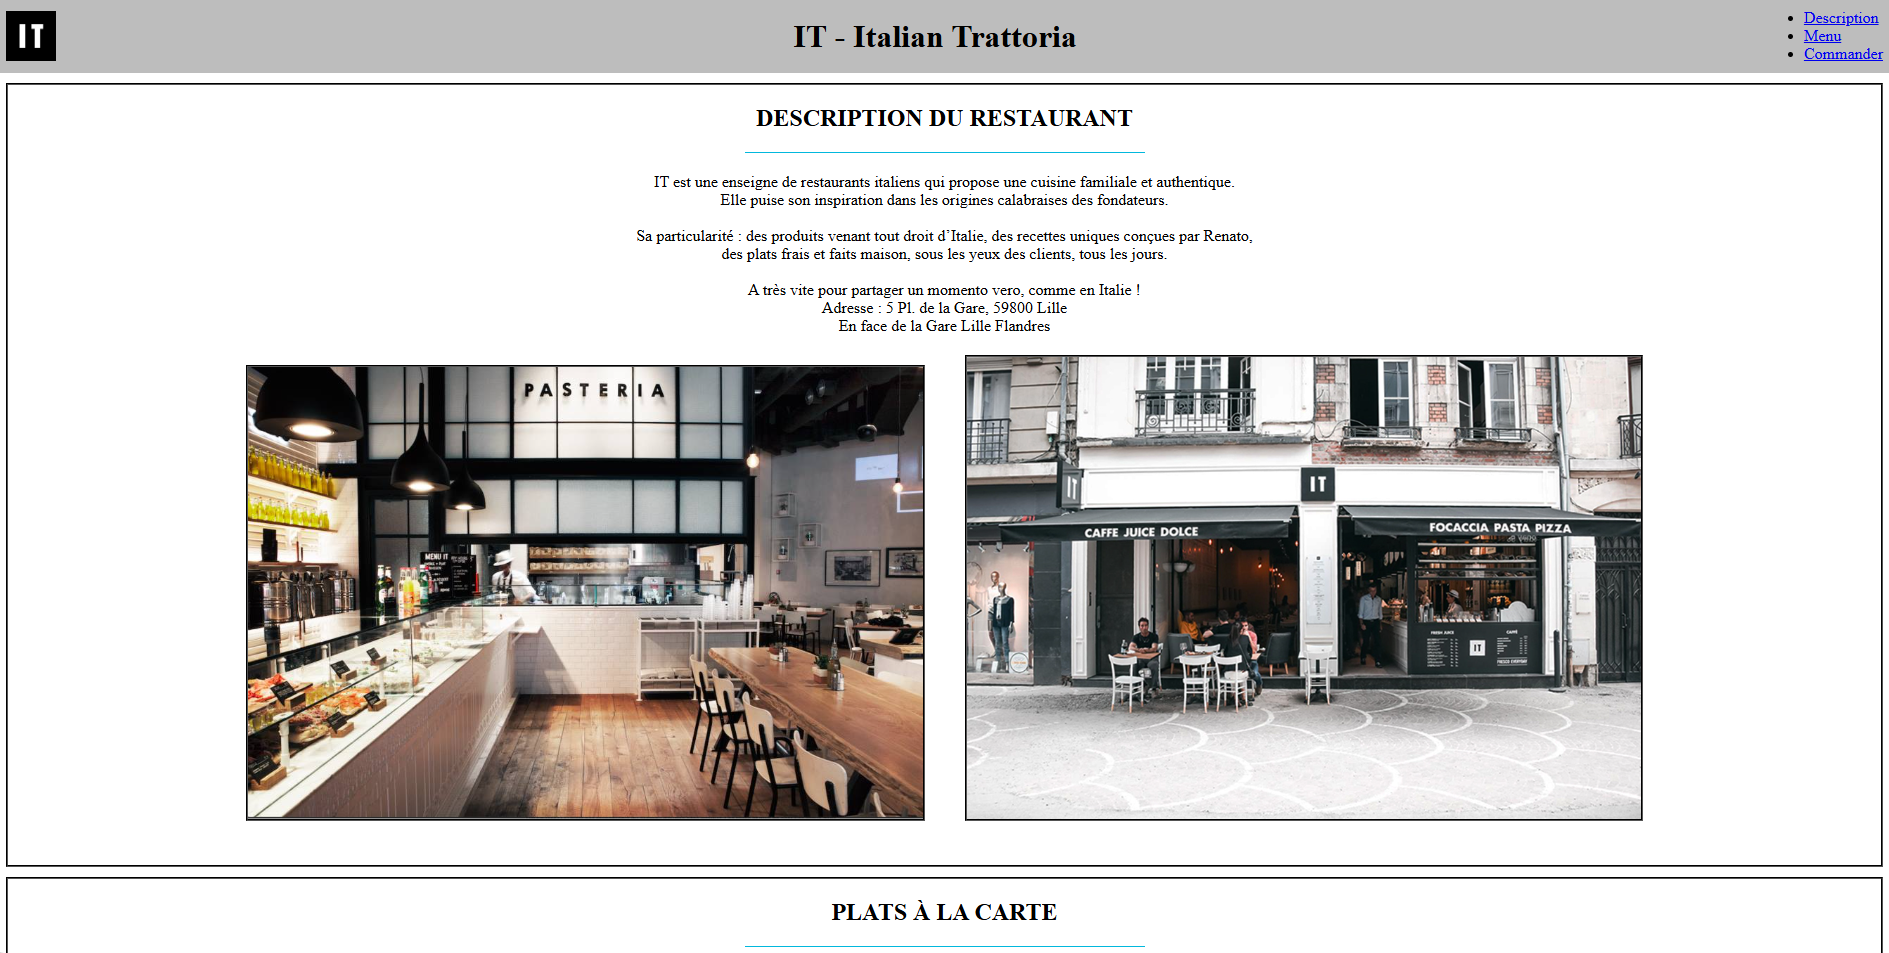 IT
IT - Italian Trattoria
Description
Menu
Commander
DESCRIPTION DU RESTAURANT
IT est une enseigne de restaurants italiens qui propose une cuisine familiale et authentique.
Elle puise son inspiration dans les origines calabraises des fondateurs.
Sa particularité : des produits venant tout droit d’Italie, des recettes uniques conçues par Renato,
des plats frais et faits maison, sous les yeux des clients, tous les jours.
A très vite pour partager un momento vero, comme en Italie !
Adresse : 5 Pl. de la Gare, 59800 Lille
En face de la Gare Lille Flandres
PASTERIA
MENU IT
IT
IT
CAFFE JUICE DOLCE
FOCACCIA PASTA PIZZA
FRESH JUICE
CAFFÈ
IT
FRESCO EVERYDAY
PLATS À LA CARTE